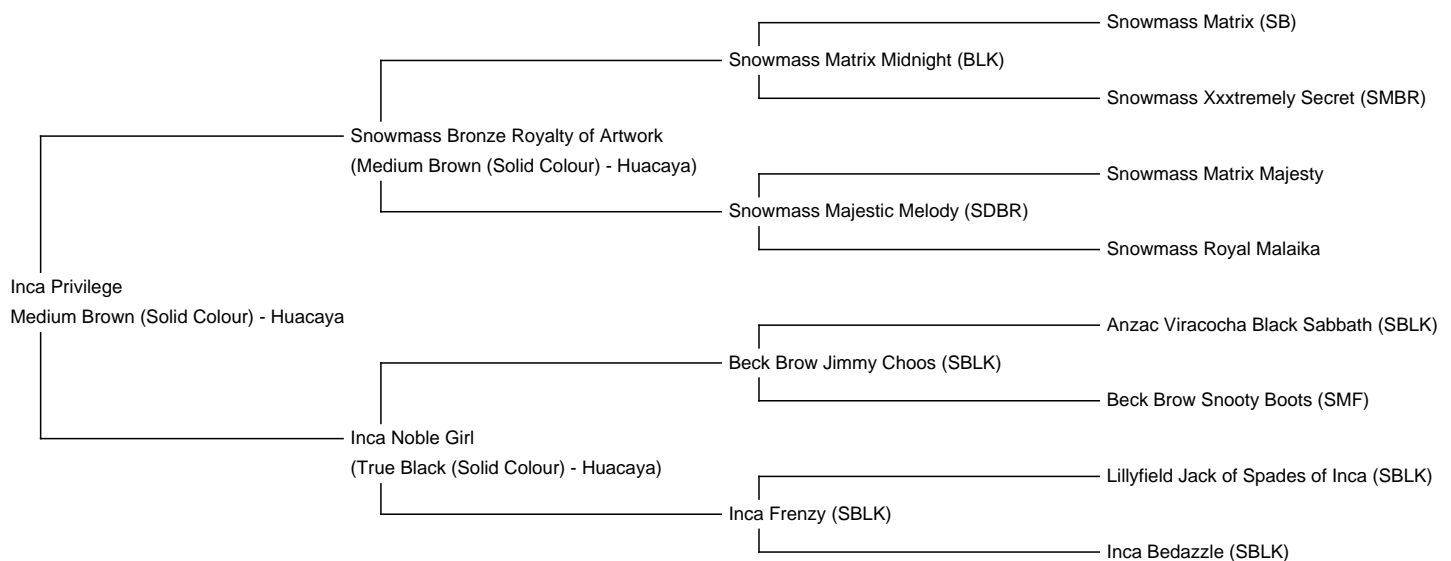 Snowmass Matrix (SB)
Snowmass Matrix Midnight (BLK)
Snowmass Xxxtremely Secret (SMBR)
Snowmass Bronze Royalty of Artwork
(Medium Brown (Solid Colour) - Huacaya)
Snowmass Matrix Majesty
Snowmass Majestic Melody (SDBR)
Snowmass Royal Malaika
Inca Privilege
Medium Brown (Solid Colour) - Huacaya
Anzac Viracocha Black Sabbath (SBLK)
Beck Brow Jimmy Choos (SBLK)
Beck Brow Snooty Boots (SMF)
Inca Noble Girl
(True Black (Solid Colour) - Huacaya)
Lillyfield Jack of Spades of Inca (SBLK)
Inca Frenzy (SBLK)
Inca Bedazzle (SBLK)